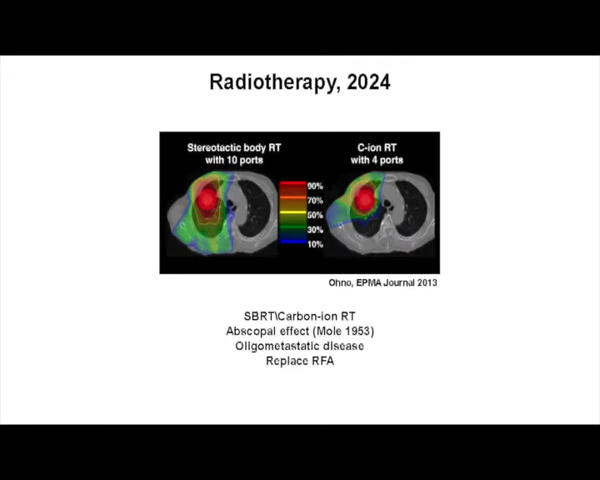 Radiotherapy, 2024
Stereotactic body RT
with 10 ports
C-ion RT
with 4 ports
90%
70%
50%
30%
10%
Ohno, EPMA Journal 2013
SBRT\Carbon-ion RT
Abscopal effect (Mole 1953)
Oligometastatic disease
Replace RFA